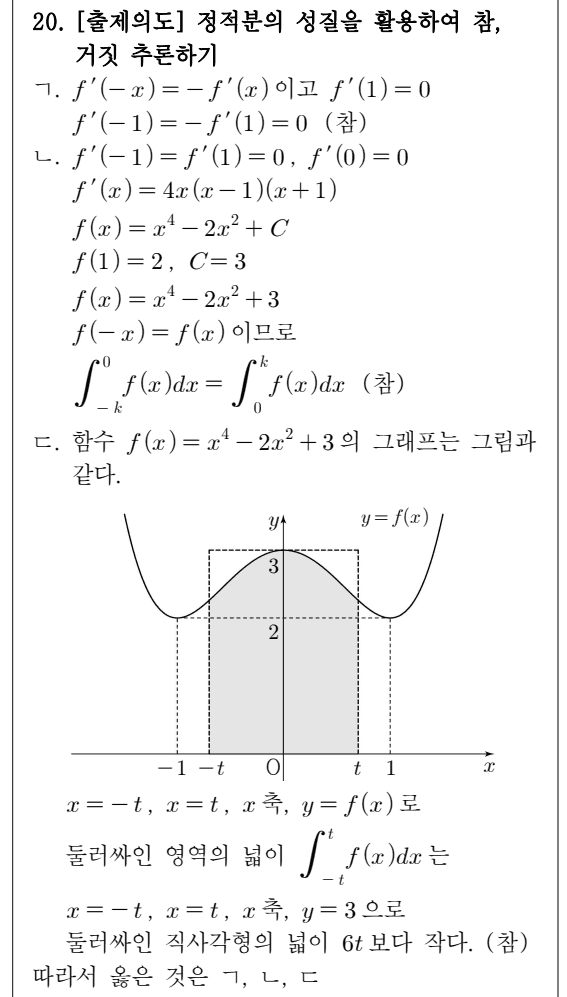 20. [출제의도] 정적분의 성질을 활용하여 참,
거짓 추론하기
ㄱ. f′(−x)=−f′(x)이고 f′(1)=0
f′(−1)=−f′(1)=0 (참)
ㄴ. f′(−1)=f′(1)=0, f′(0)=0
f′(x)=4x(x−1)(x+1)
f(x)=x⁴−2x²+C
f(1)=2, C=3
f(x)=x⁴−2x²+3
f(−x)=f(x)이므로
∫_{−k}^{0} f(x)dx=∫_{0}^{k} f(x)dx (참)
ㄷ. 함수 f(x)=x⁴−2x²+3의 그래프는 그림과
같다.
y y=f(x)
3
2
−1 −t O t 1 x
x=−t, x=t, x축, y=f(x)로
둘러싸인 영역의 넓이 ∫_{−t}^{t} f(x)dx는
x=−t, x=t, x축, y=3으로
둘러싸인 직사각형의 넓이 6t보다 작다. (참)
따라서 옳은 것은 ㄱ, ㄴ, ㄷ